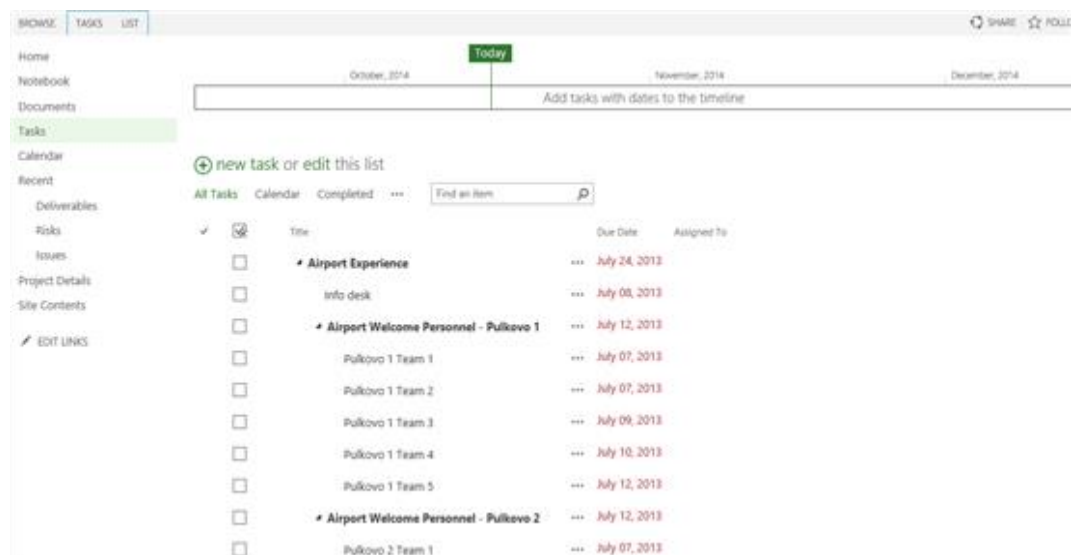 BROWSE TASKS LIST
SHARE
Home
Notebook
Documents
Tasks
Calendar
Recent
Deliverables
Risks
Issues
Project Details
Site Contents
EDIT LINKS
Today
October, 2014 November, 2014 December, 2014
Add tasks with dates to the timeline
new task or edit this list
All Tasks Calendar Completed ••• Find an item
Title Due Date Assigned To
Airport Experience ••• July 24, 2013
Info desk ••• July 08, 2013
Airport Welcome Personnel - Pulkovo 1 ••• July 12, 2013
Pulkovo 1 Team 1 ••• July 07, 2013
Pulkovo 1 Team 2 ••• July 07, 2013
Pulkovo 1 Team 3 ••• July 09, 2013
Pulkovo 1 Team 4 ••• July 10, 2013
Pulkovo 1 Team 5 ••• July 12, 2013
Airport Welcome Personnel - Pulkovo 2 ••• July 12, 2013
Pulkovo 2 Team 1 ••• July 07, 2013